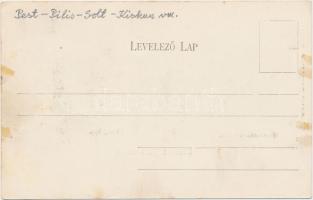 Pest-Pilis-Solt-Kiskun vm.
LEVELEZŐ LAP